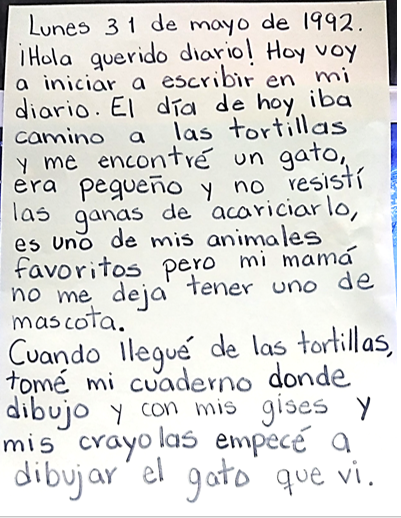 Lunes 31 de mayo de 1992.
¡Hola querido diario! Hoy voy
a iniciar a escribir en mi
diario. El día de hoy iba
camino a las tortillas
y me encontré un gato,
era pequeño y no resistí
las ganas de acariciarlo,
es uno de mis animales
favoritos pero mi mamá
no me deja tener uno de
mascota.
Cuando llegué de las tortillas,
tomé mi cuaderno donde
dibujo y con mis gises y
mis crayolas empecé a
dibujar el gato que vi.